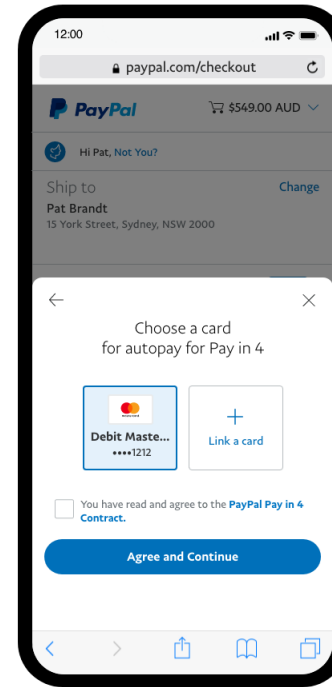 12:00
paypal.com/checkout
PayPal
$549.00 AUD
Hi Pat, Not You?
Ship to
Change
Pat Brandt
15 York Street, Sydney, NSW 2000
Choose a card
for autopay for Pay in 4
Debit Maste...
••••1212
Link a card
You have read and agree to the PayPal Pay in 4
Contract.
Agree and Continue